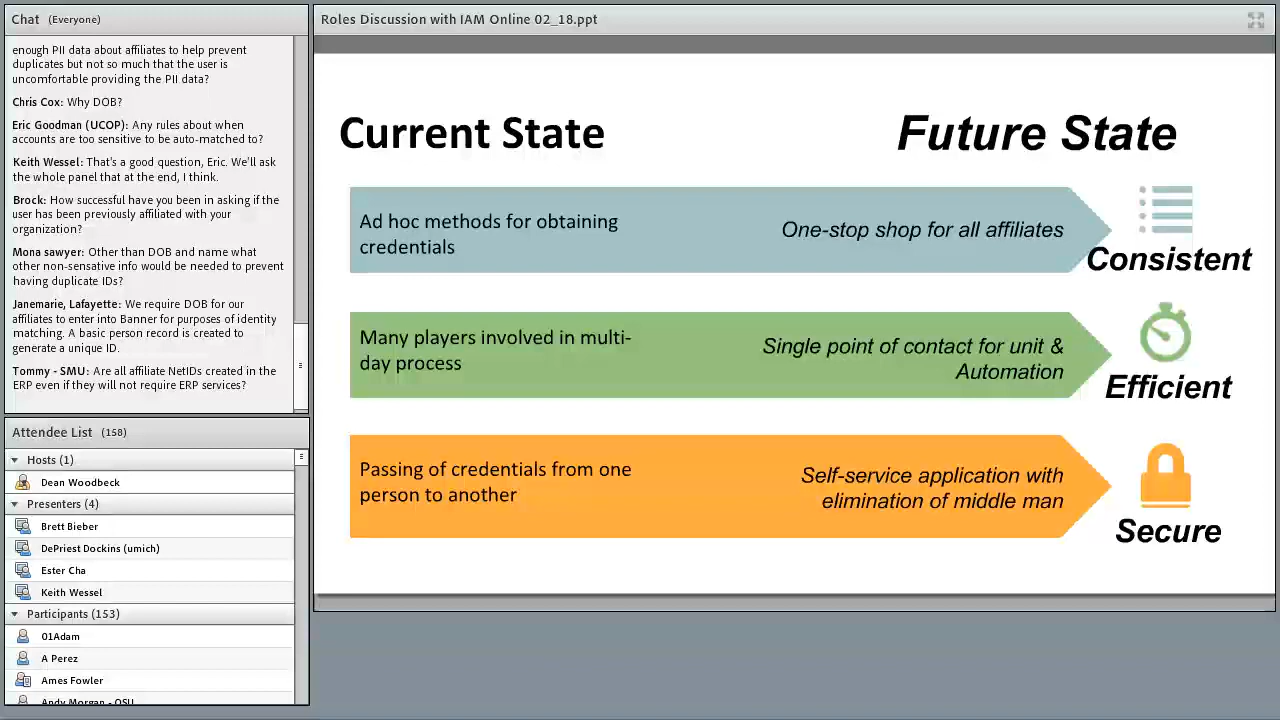 Chat (Everyone)
enough PII data about affiliates to help prevent
duplicates but not so much that the user is
uncomfortable providing the PII data?
Chris Cox: Why DOB?
Eric Goodman (UCOP): Any rules about when
accounts are too sensitive to be auto-matched to?
Keith Wessel: That's a good question, Eric. We'll ask
the whole panel that at the end, I think.
Brock: How successful have you been in asking if the
user has been previously affiliated with your
organization?
Mona sawyer: Other than DOB and name what
other non-sensative info would be needed to prevent
having duplicate IDs?
Janemarie, Lafayette: We require DOB for our
affiliates to enter into Banner for purposes of identity
matching. A basic person record is created to
generate a unique ID.
Tommy - SMU: Are all affiliate NetIDs created in the
ERP even if they will not require ERP services?
Attendee List (158)
Hosts (1)
Dean Woodbeck
Presenters (4)
Brett Bieber
DePriest Dockins (umich)
Ester Cha
Keith Wessel
Participants (153)
01Adam
A Perez
Ames Fowler
Andy Morgan - OSU
Roles Discussion with IAM Online 02_18.ppt
Current State
Future State
Ad hoc methods for obtaining
credentials
One-stop shop for all affiliates
Consistent
Many players involved in multi-
day process
Single point of contact for unit &
Automation
Efficient
Passing of credentials from one
person to another
Self-service application with
elimination of middle man
Secure